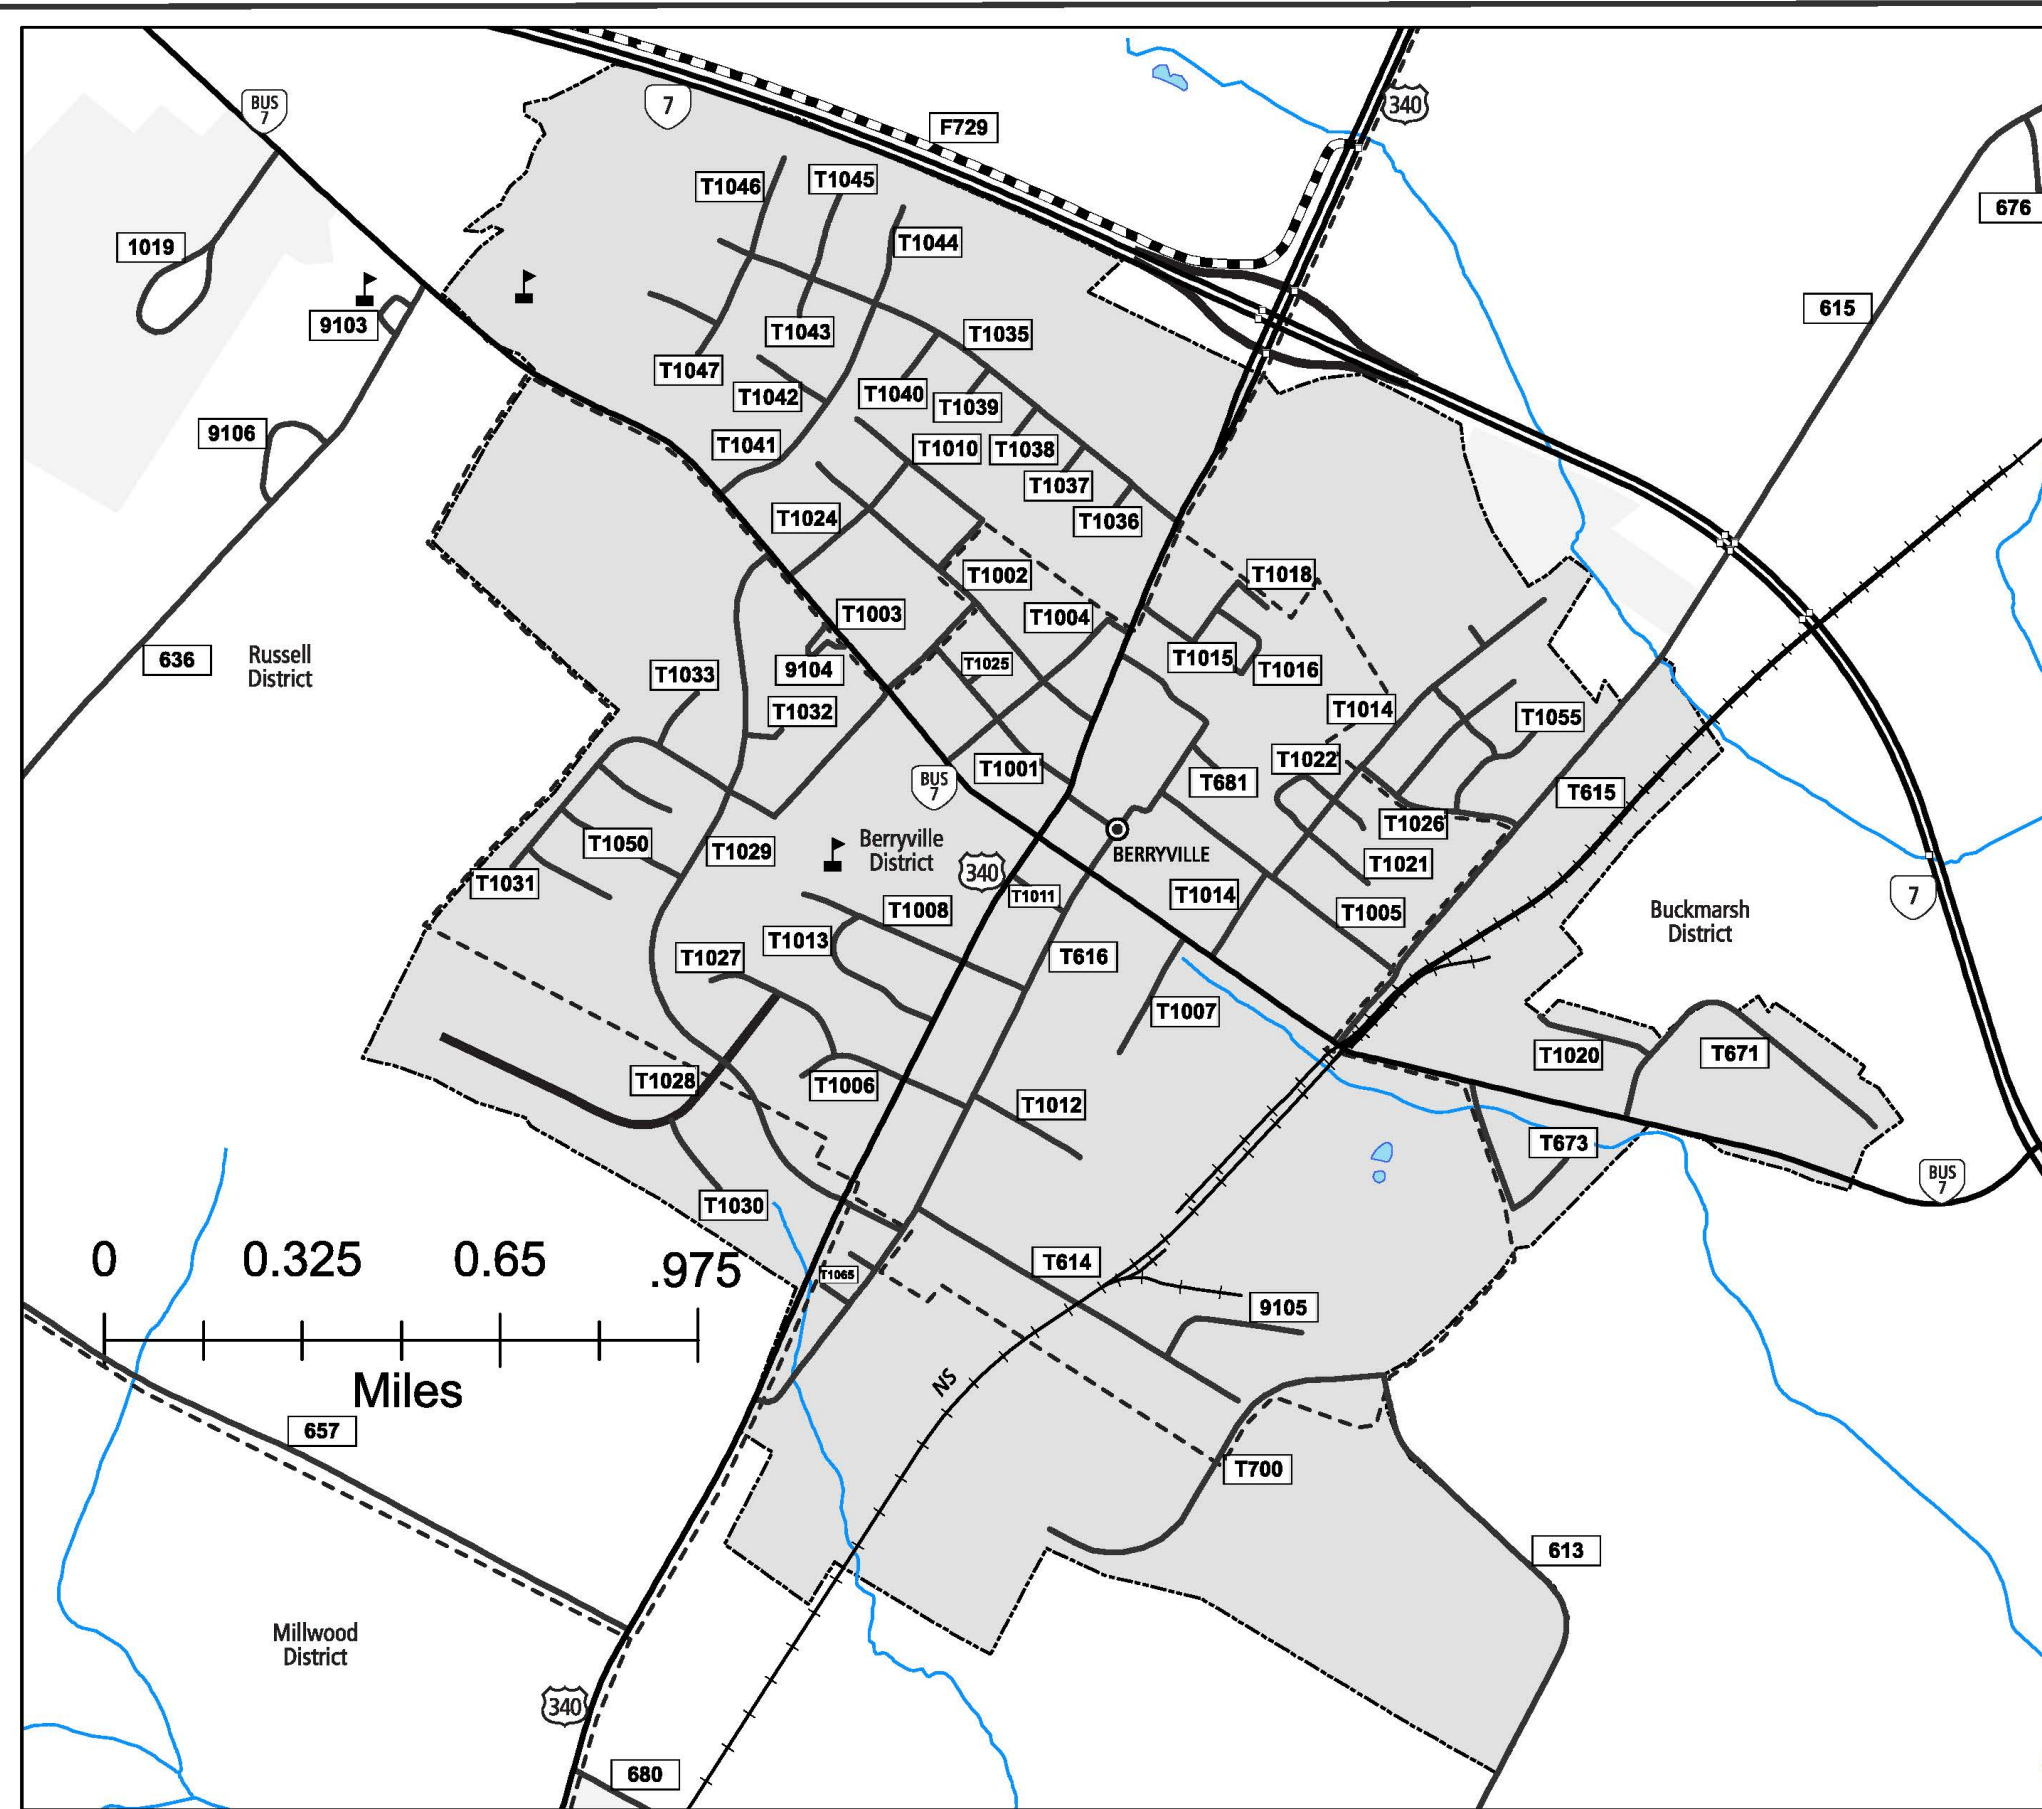 BUS
7
7
340
F729
T1046
T1045
676
T1044
1019
615
9103
T1043
T1035
T1047
T1042
T1040
T1039
9106
T1041
T1010
T1038
T1037
T1024
T1036
T1002
T1018
T1003
T1004
636
Russell
District
9104
T1025
T1015
T1016
T1033
T1032
T1014
T1055
T1022
T1001
BUS
7
T681
T615
T1026
T1050
T1029
Berryville
District
BERRYVILLE
T1021
340
T1031
T1011
T1014
7
T1008
T1005
Buckmarsh
District
T1013
T1027
T616
T1007
T1020
T671
T1028
T1006
T1012
T673
BUS
7
T1030
0
0.325
0.65
.975
T1065
T614
9105
Miles
NS
657
T700
613
Millwood
District
340
680